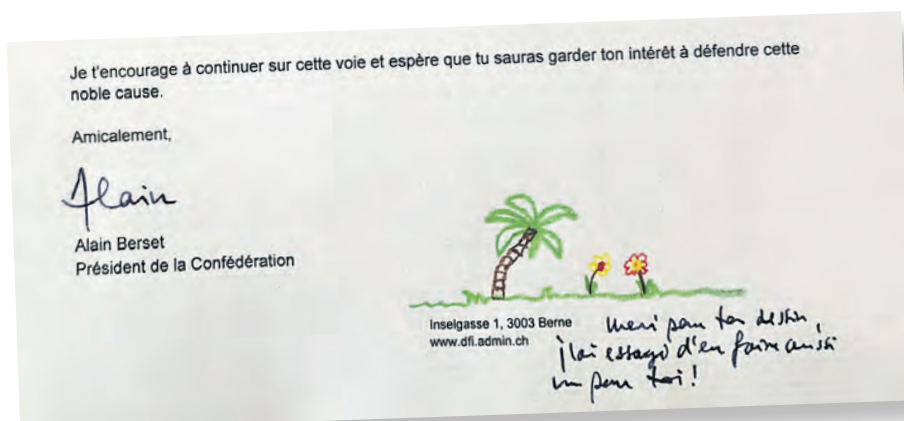 Je t'encourage à continuer sur cette voie et espère que tu sauras garder ton intérêt à défendre cette
noble cause.
Amicalement,
Alain
Alain Berset
Président de la Confédération
Inselgasse 1, 3003 Berne
www.dfi.admin.ch
Merci pour ton dessin,
j'ai essayé d'en faire aussi
un pour toi!